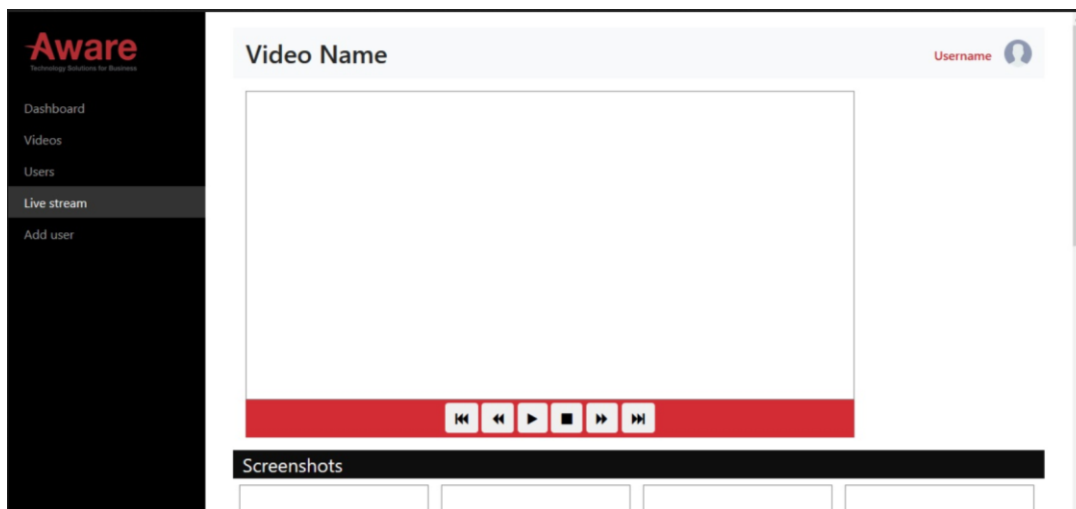 Aware
Technology Solutions for Business
Dashboard
Videos
Users
Live stream
Add user
Video Name
Username
Screenshots